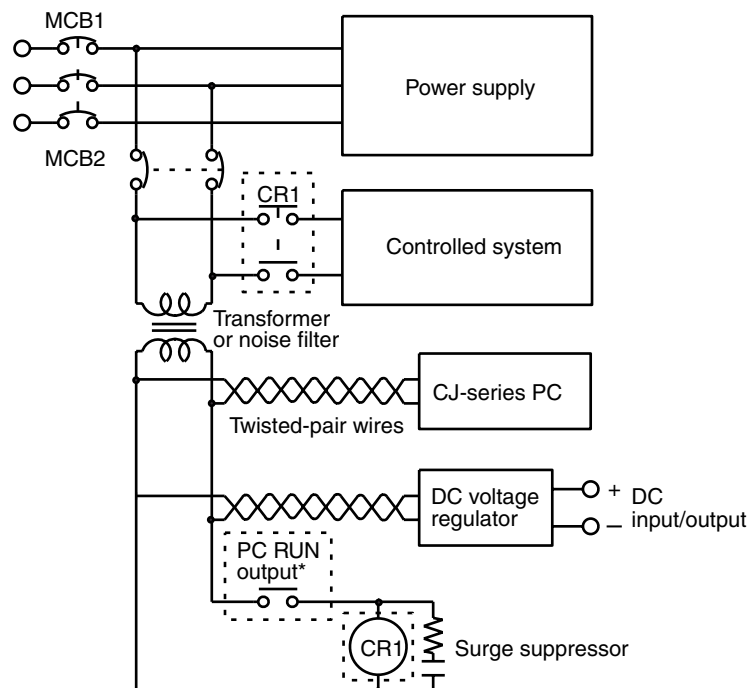 MCB1
Power supply
MCB2
CR1
Controlled system
Transformer
or noise filter
CJ-series PC
Twisted-pair wires
DC voltage
regulator
+
–
DC
input/output
PC RUN
output*
CR1
Surge suppressor